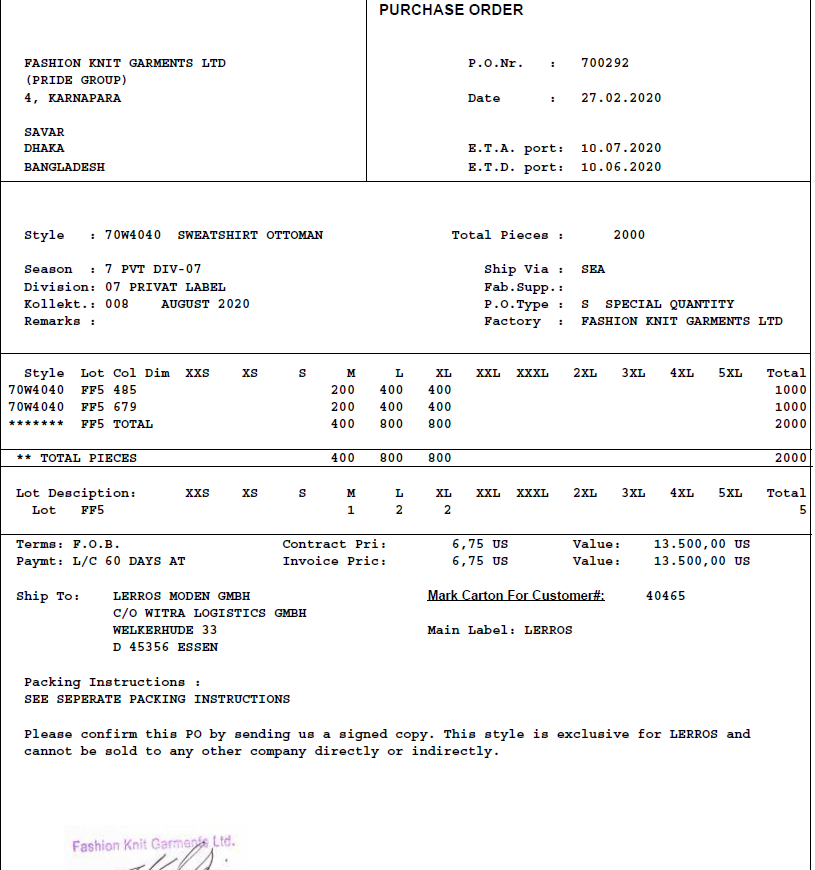 PURCHASE ORDER
FASHION KNIT GARMENTS LTD P.O.Nr. : 700292
(PRIDE GROUP)
4, KARNAPARA Date : 27.02.2020
SAVAR
DHAKA E.T.A. port: 10.07.2020
BANGLADESH E.T.D. port: 10.06.2020
Style : 70W4040 SWEATSHIRT OTTOMAN Total Pieces : 2000
Season : 7 PVT DIV-07 Ship Via : SEA
Division: 07 PRIVAT LABEL Fab.Supp.:
Kollekt.: 008 AUGUST 2020 P.O.Type : S SPECIAL QUANTITY
Remarks : Factory : FASHION KNIT GARMENTS LTD
Style Lot Col Dim XXS XS S M L XL XXL XXXL 2XL 3XL 4XL 5XL Total
70W4040 FF5 485 200 400 400 1000
70W4040 FF5 679 200 400 400 1000
******* FF5 TOTAL 400 800 800 2000
** TOTAL PIECES 400 800 800 2000
Lot Desciption: XXS XS S M L XL XXL XXXL 2XL 3XL 4XL 5XL Total
Lot FF5 1 2 2 5
Terms: F.O.B. Contract Pri: 6,75 US Value: 13.500,00 US
Paymt: L/C 60 DAYS AT Invoice Pric: 6,75 US Value: 13.500,00 US
Ship To: LERROS MODEN GMBH Mark Carton For Customer#: 40465
C/O WITRA LOGISTICS GMBH
WELKERHUDE 33 Main Label: LERROS
D 45356 ESSEN
Packing Instructions :
SEE SEPERATE PACKING INSTRUCTIONS
Please confirm this PO by sending us a signed copy. This style is exclusive for LERROS and
cannot be sold to any other company directly or indirectly.
Fashion Knit Garments Ltd.